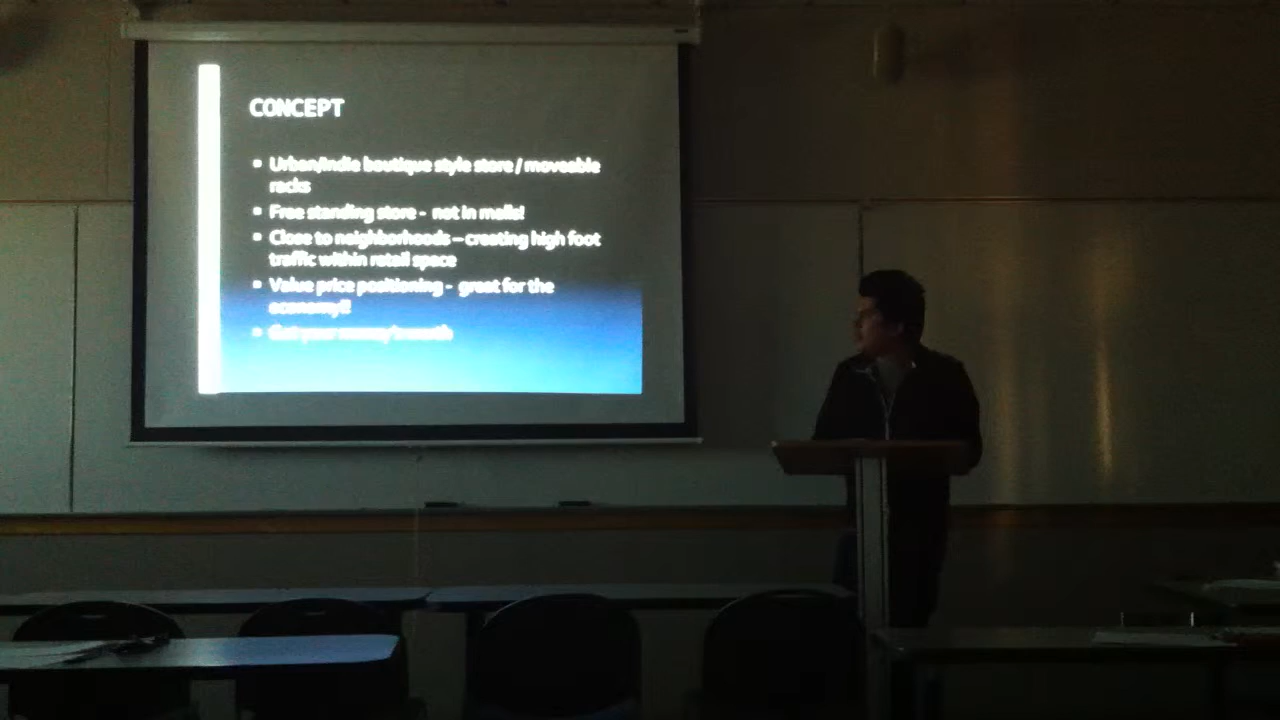 CONCEPT
Urban/Indie boutique style store / moveable
racks
Free standing store - not in malls!
Close to neighborhoods – creating high foot
traffic within retail space
Value price positioning - great for the
economy!!